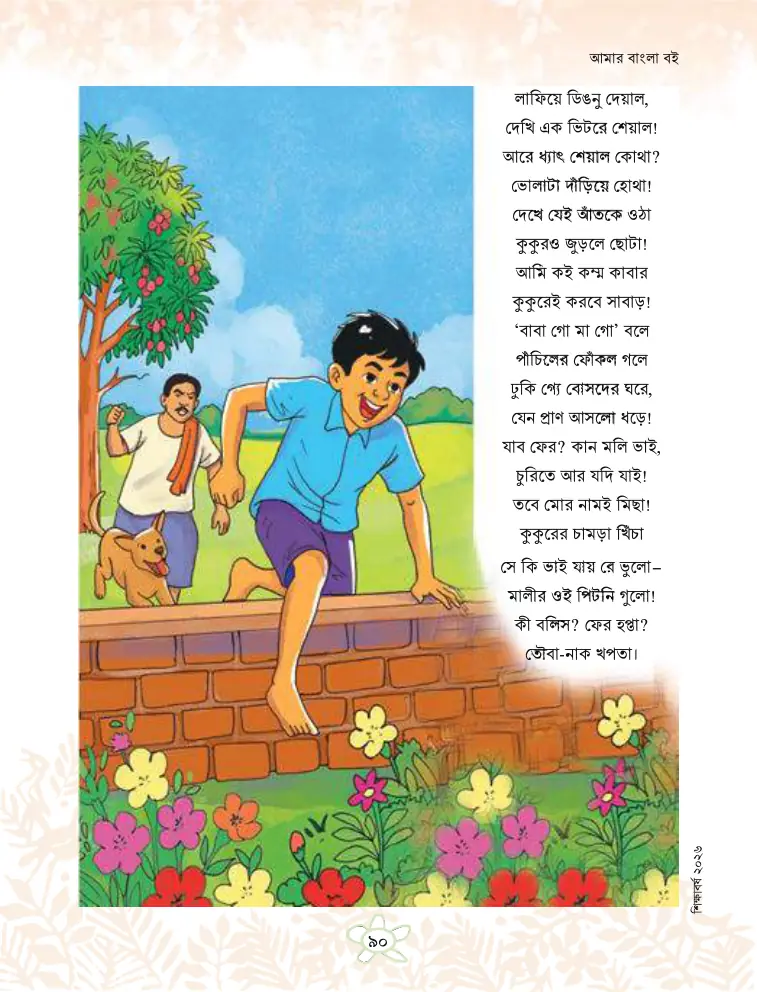 আমার বাংলা বই
লাফিয়ে ডিঙনু দেয়াল,
দেখি এক ভিটরে শেয়াল!
আরে ধ্যাৎ শেয়াল কোথা?
ভোলাটা দাঁড়িয়ে হোথা!
দেখে যেই আঁতকে ওঠা
কুকুরও জুড়লে ছোটা!
আমি কই কম্ম কাবার
কুকুরেই করবে সাবাড়!
‘বাবা গো মা গো’ বলে
পাঁচিলের ফোঁকল গলে
ঢুকি গ্যে বোসদের ঘরে,
যেন প্রাণ আসলো ধড়ে!
যাব ফের? কান মলি ভাই,
চুরিতে আর যদি যাই!
তবে মোর নামই মিছা!
কুকুরের চামড়া খিঁচা
সে কি ভাই যায় রে ভুলো–
মালীর ওই পিটনি গুলো!
কী বলিস? ফের হপ্তা?
তৌবা-নাক খপতা।
শিক্ষাবর্ষ ২০২৬
৯০